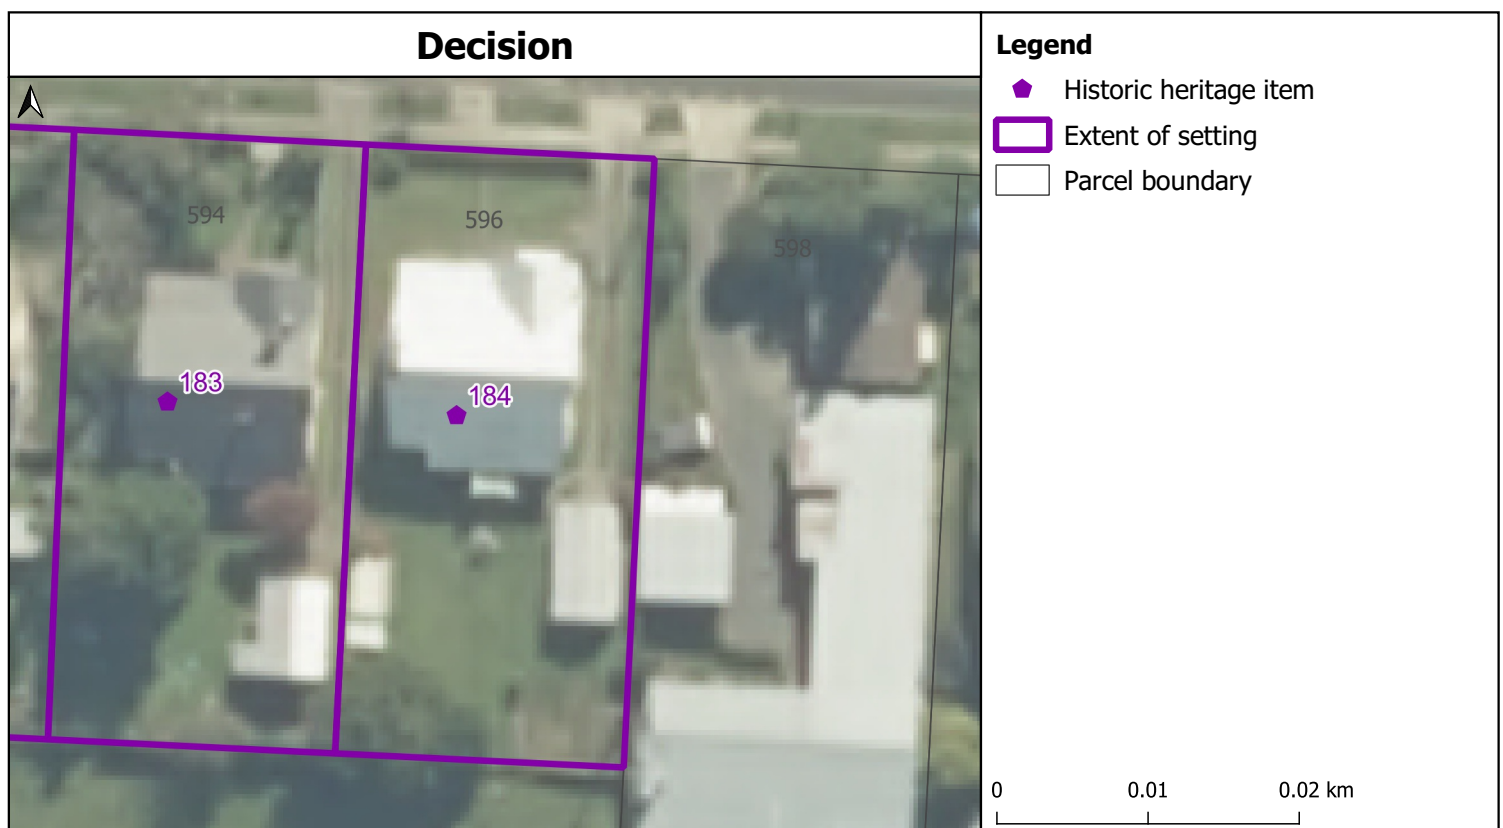 Decision
594
596
598
183
184
Legend
Historic heritage item
Extent of setting
Parcel boundary
0 0.01 0.02 km